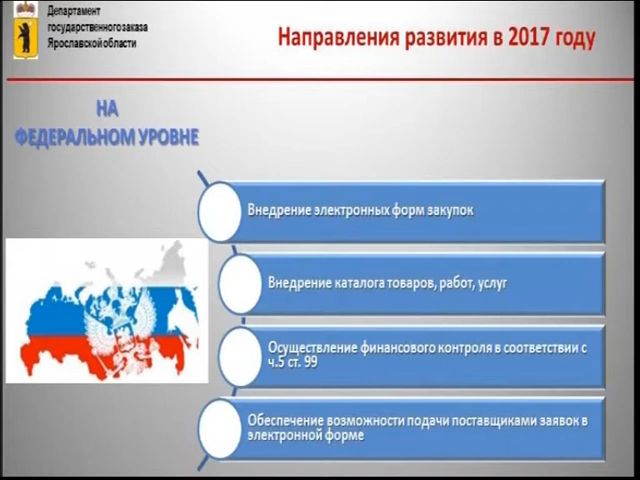 Департамент
государственного заказа
Ярославской области
Направления развития в 2017 году
НА
ФЕДЕРАЛЬНОМ УРОВНЕ
Внедрение электронных форм закупок
Внедрение каталога товаров, работ, услуг
Осуществление финансового контроля в соответствии с
ч.5 ст. 99
Обеспечение возможности подачи поставщиками заявок в
электронной форме